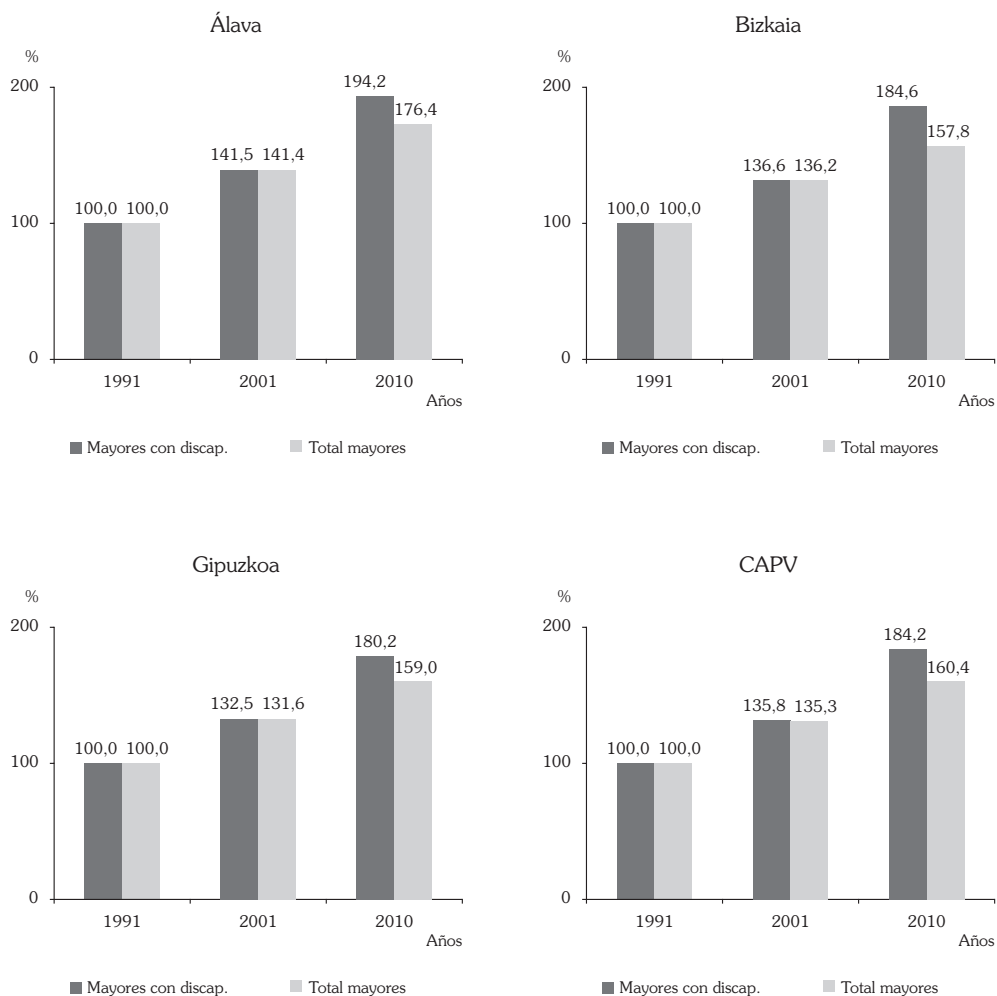 Álava
%
200
194,2
176,4
141,5 141,4
100,0 100,0
100
0
1991 2001 2010
Años
Mayores con discap. Total mayores
Bizkaia
%
200
184,6
157,8
136,6 136,2
100,0 100,0
100
0
1991 2001 2010
Años
Mayores con discap. Total mayores
Gipuzkoa
%
200
180,2
159,0
132,5 131,6
100,0 100,0
100
0
1991 2001 2010
Años
Mayores con discap. Total mayores
CAPV
%
200
184,2
160,4
135,8 135,3
100,0 100,0
100
0
1991 2001 2010
Años
Mayores con discap. Total mayores